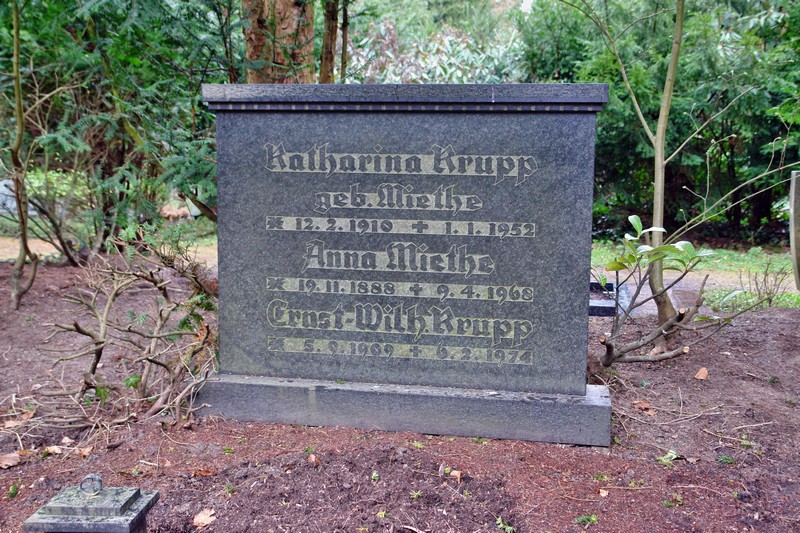 Katharina Krupp
geb. Miethe
* 12. 2. 1910 + 1. 1. 1952
Anna Miethe
* 19. 11. 1888 + 9. 4. 1968
Ernst-Wilh Krupp
* 5. 9. 1909 + 6. 2. 1974